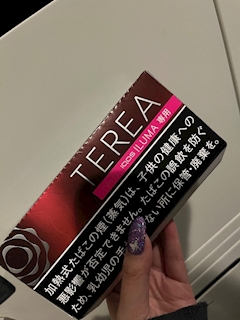 TEREA
IQOS ILUMA 専用
加熱式たばこの煙(蒸気)は、子供の健康への
悪影響が否定できません。たばこの誤飲を防ぐ
ため、乳幼児の手 ない所に保管・廃棄を。